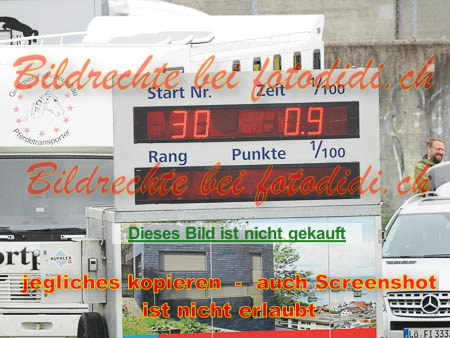 Bildrechte bei fotodidi.ch
Start Nr. Zeit 1/100
30 0.9
Pferdetransporter
Rang Punkte 1/100
Bildrechte bei fotodidi.ch
Dieses Bild ist nicht gekauft
jegliches kopieren - auch Screenshot
ist nicht erlaubt